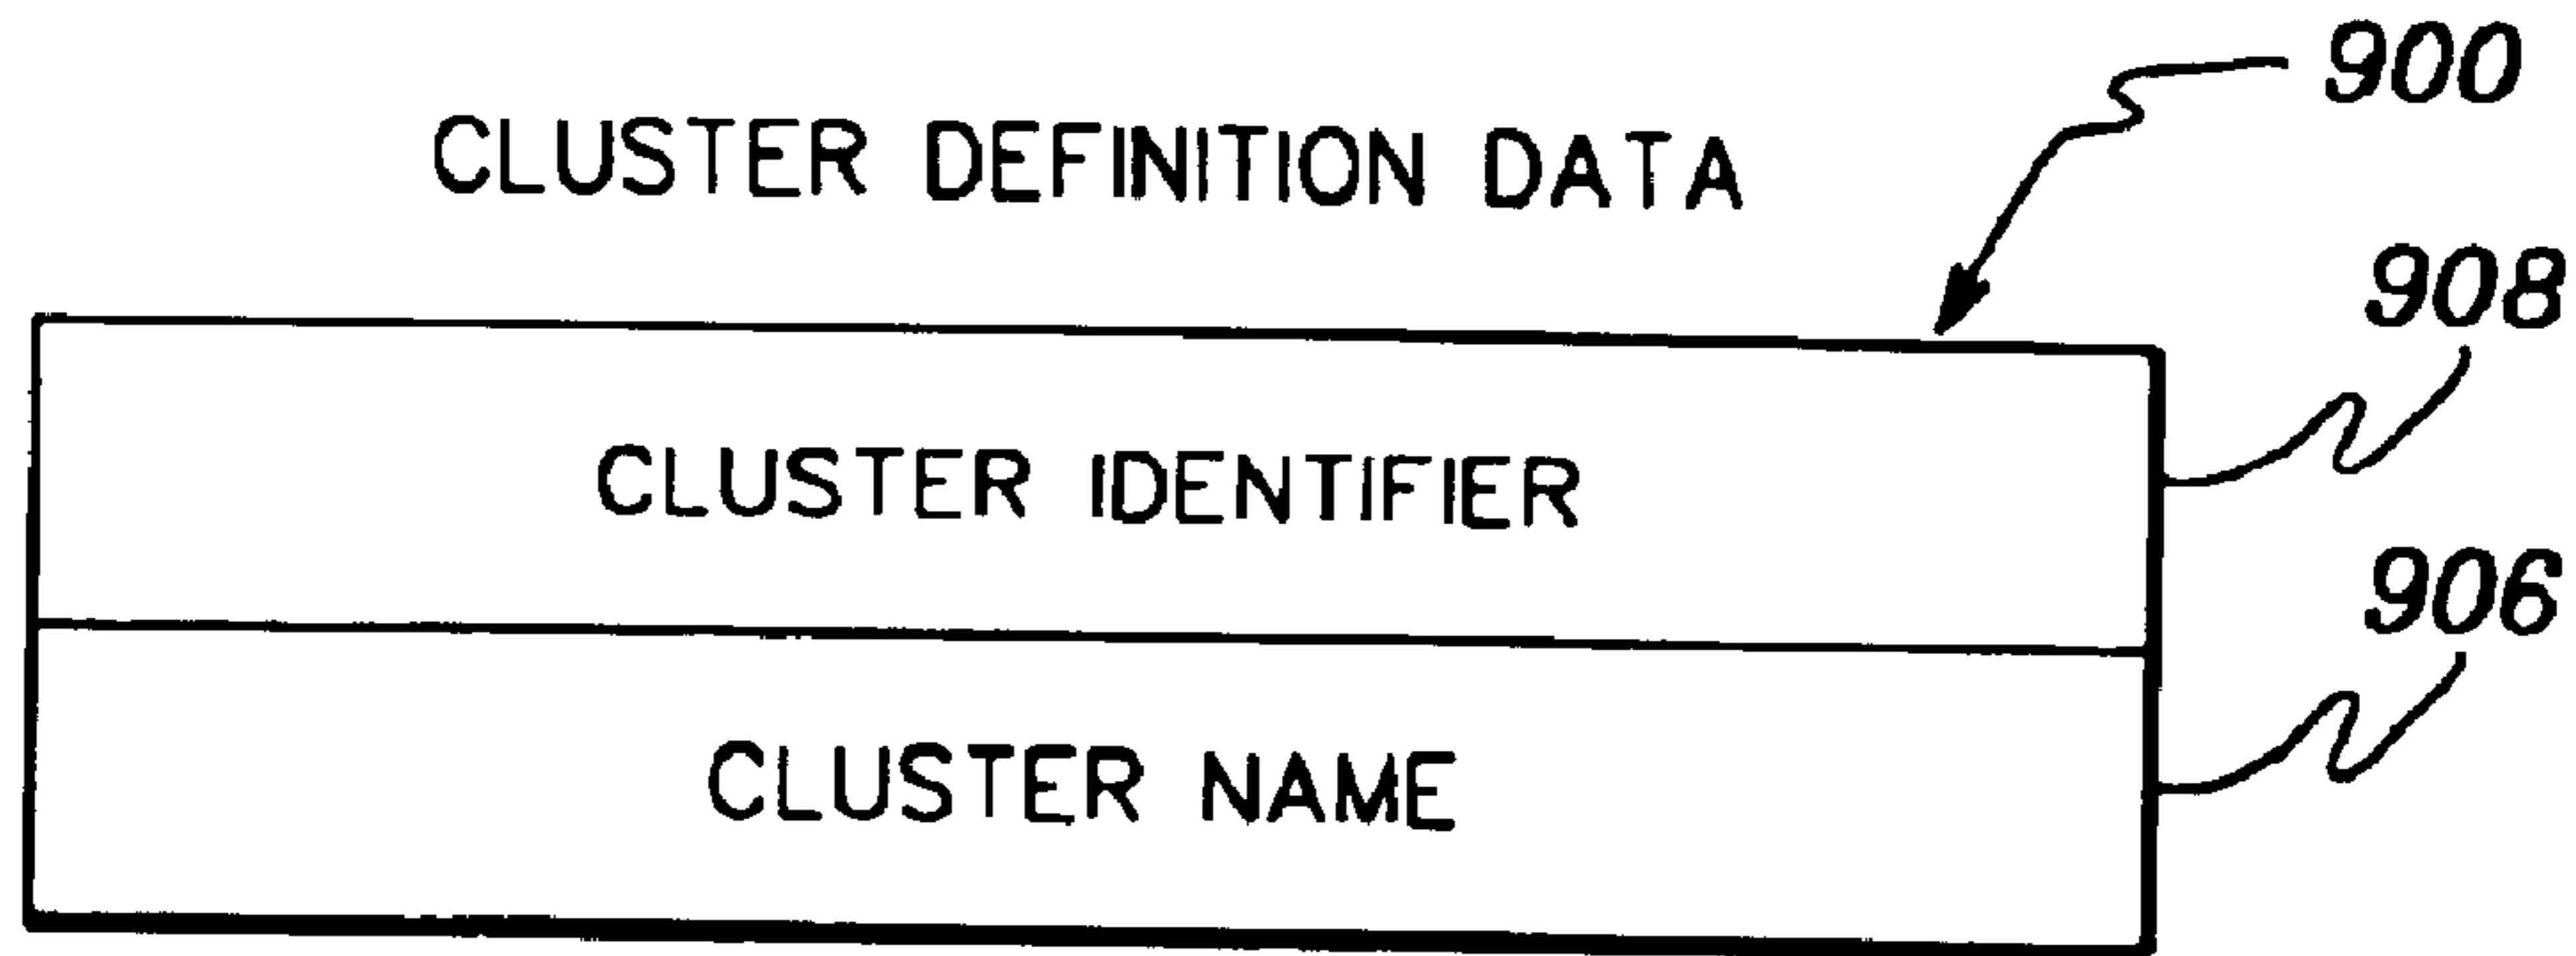 900
CLUSTER DEFINITION DATA
908
CLUSTER IDENTIFIER
906
CLUSTER NAME